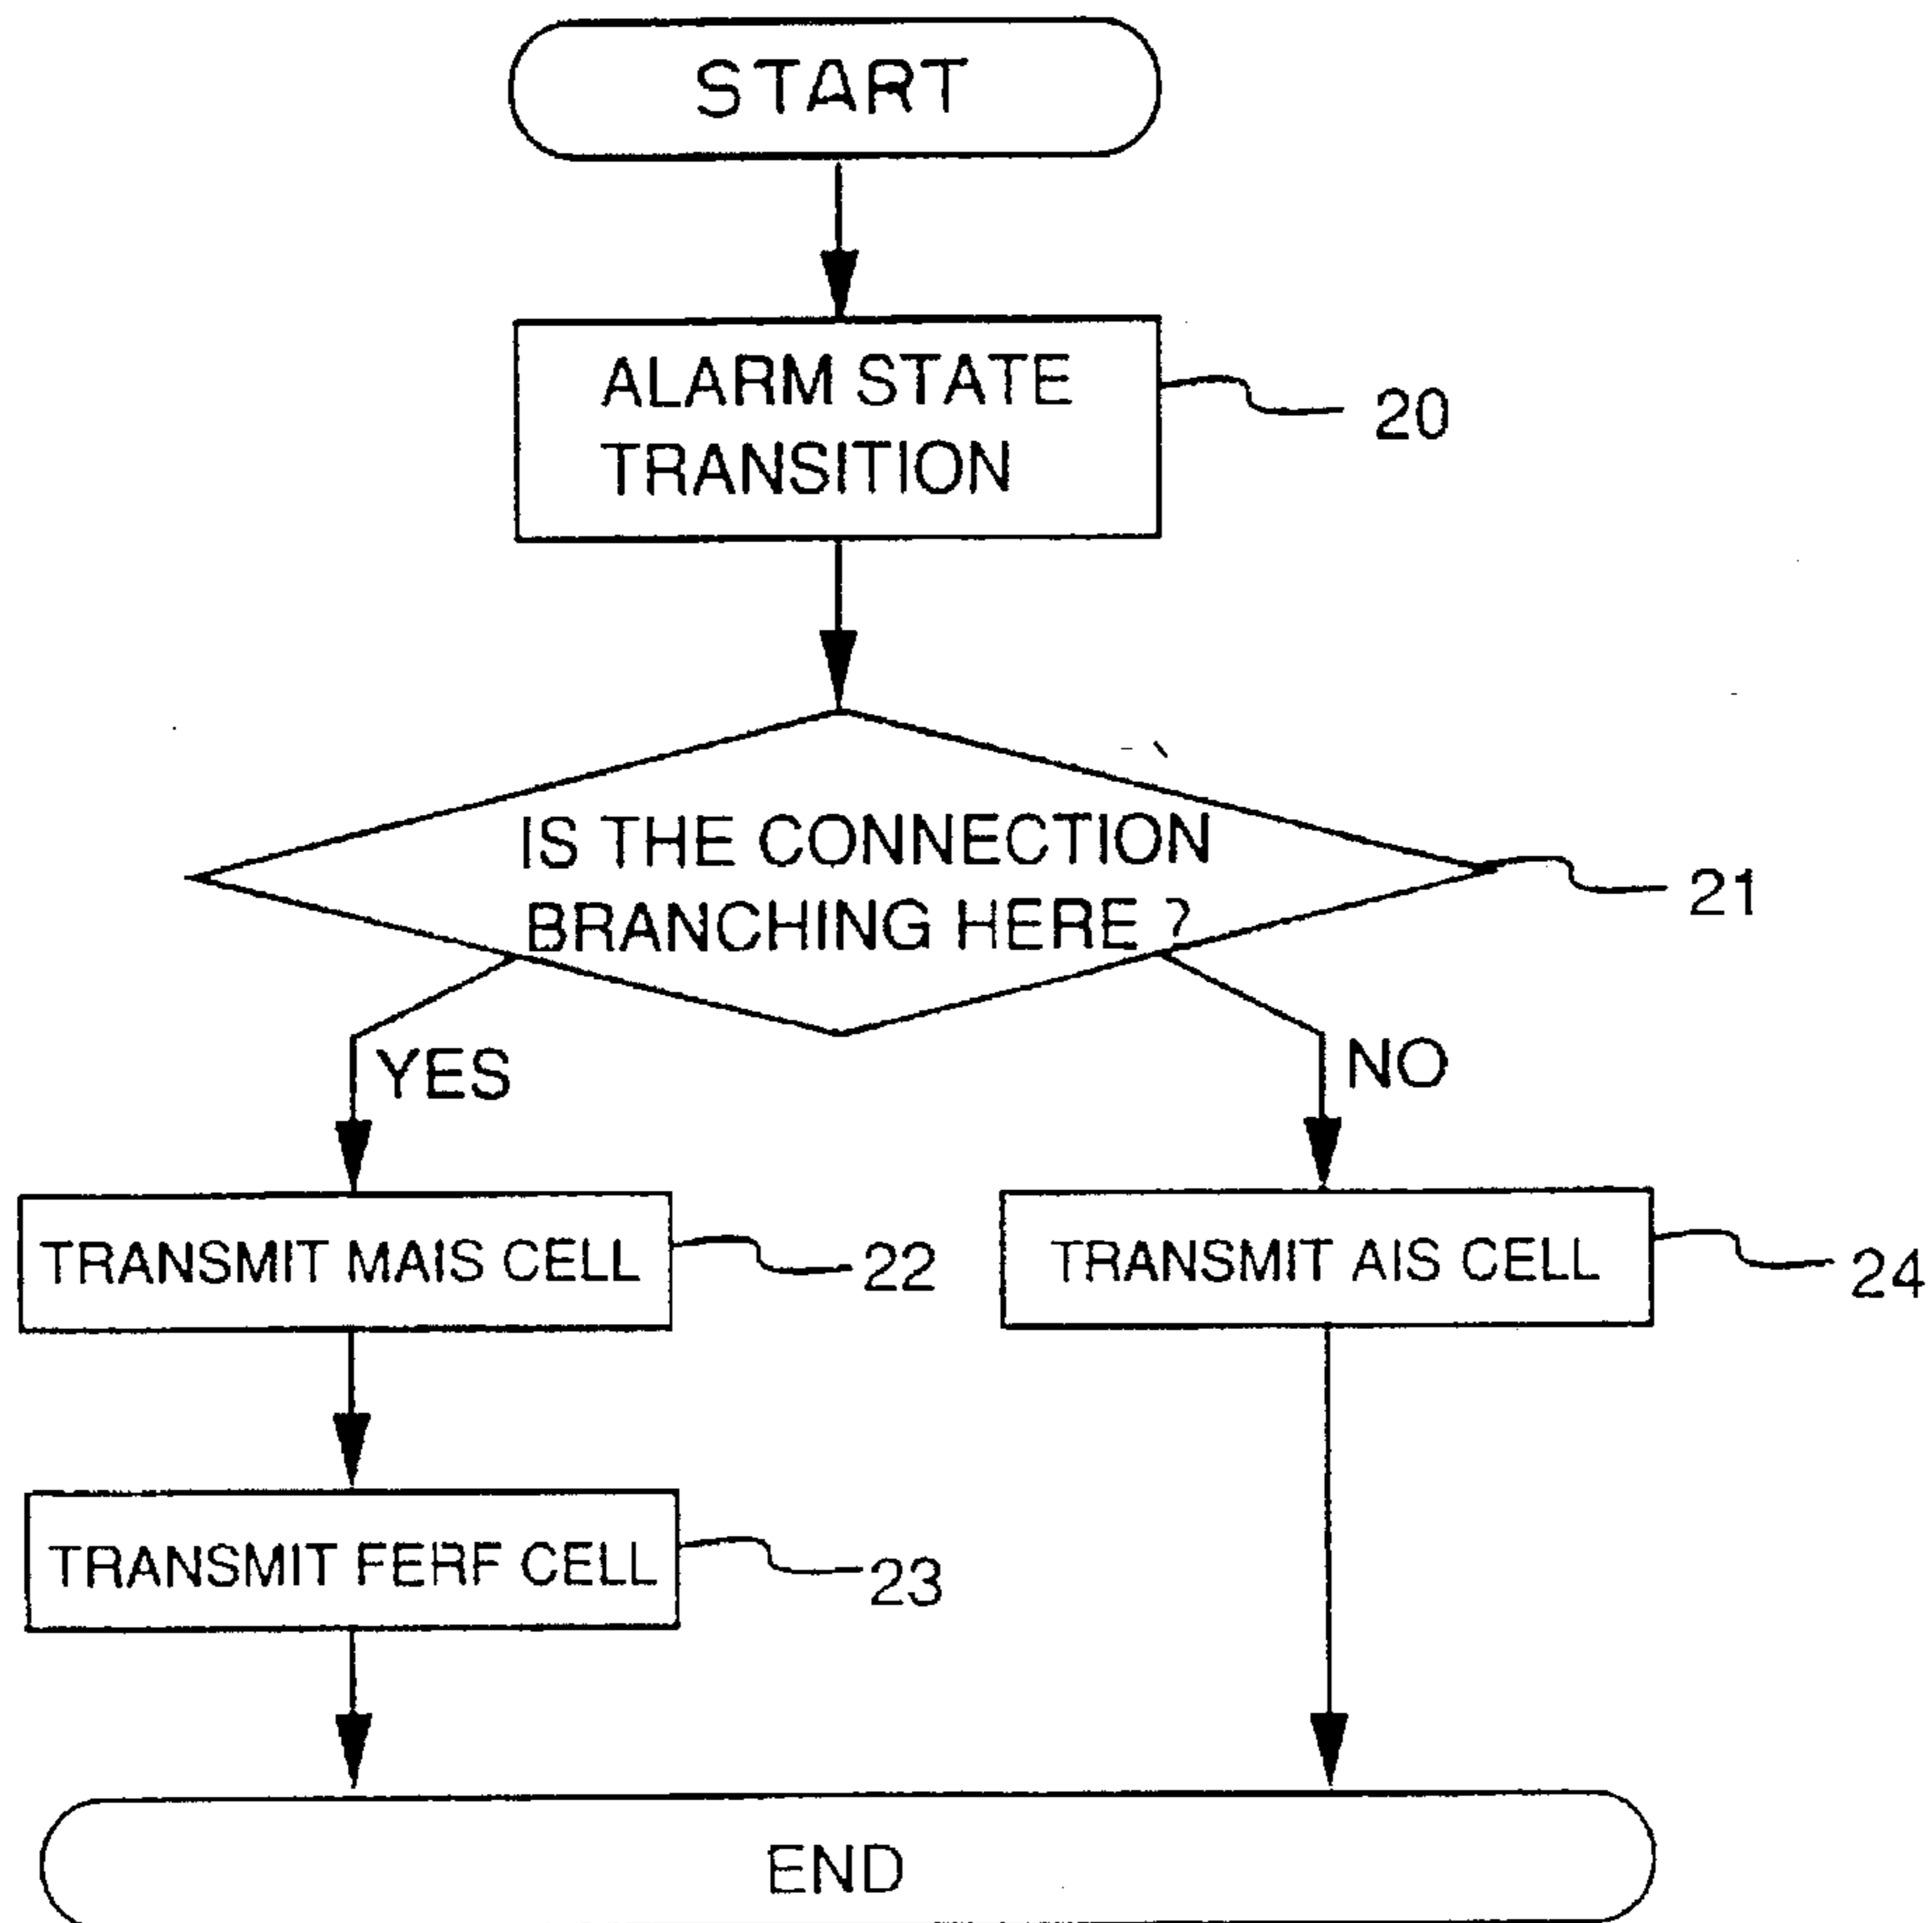 START
ALARM STATE
TRANSITION
20
IS THE CONNECTION
BRANCHING HERE ?
21
YES
NO
TRANSMIT MAIS CELL
22
TRANSMIT AIS CELL
24
TRANSMIT FERF CELL
23
END